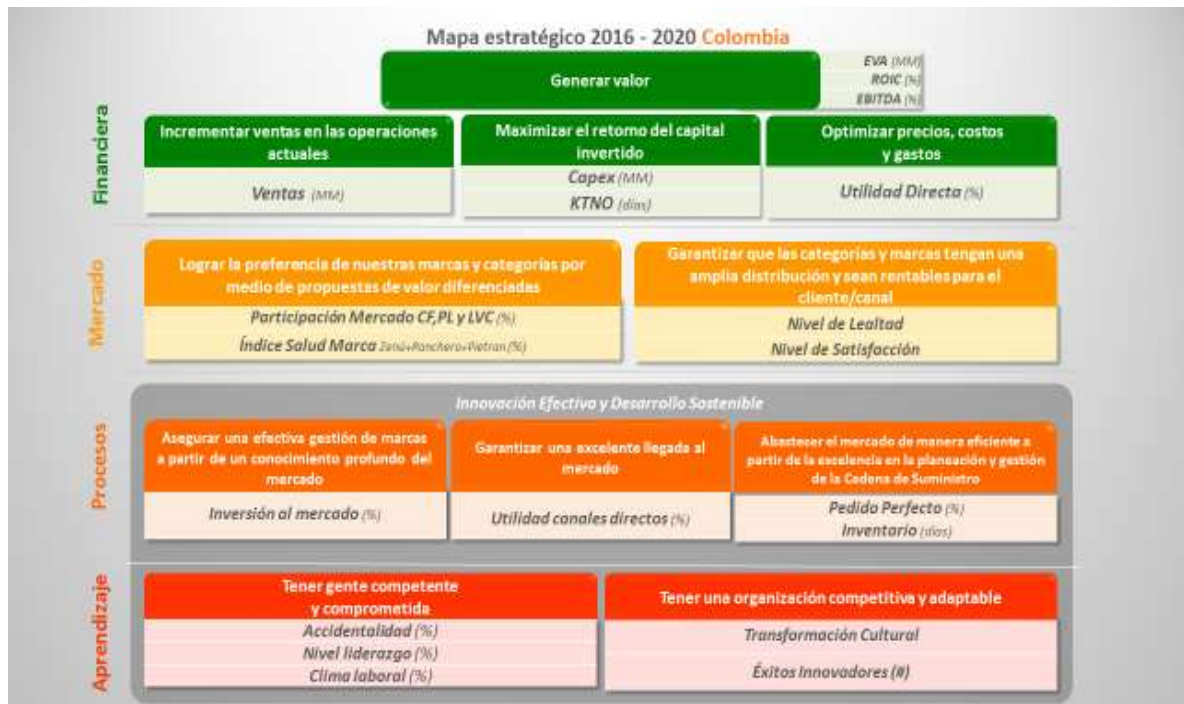 Mapa estratégico 2016 - 2020 Colombia
Generar valor
EVA (MM)
ROIC (%)
EBITDA (%)
Financiera
Incrementar ventas en las operaciones
actuales
Ventas (MM)
Maximizar el retorno del capital
invertido
Capex (MM)
KTNO (días)
Optimizar precios, costos
y gastos
Utilidad Directa (%)
Mercado
Lograr la preferencia de nuestras marcas y categorías por
medio de propuestas de valor diferenciadas
Participación Mercado CF,PL y LVC (%)
Índice Salud Marca Zenú+Ranchera+Pietran (%)
Garantizar que las categorías y marcas tengan una
amplia distribución y sean rentables para el
cliente/canal
Nivel de Lealtad
Nivel de Satisfacción
Innovación Efectiva y Desarrollo Sostenible
Procesos
Asegurar una efectiva gestión de marcas
a partir de un conocimiento profundo del
mercado
Inversión al mercado (%)
Garantizar una excelente llegada al
mercado
Utilidad canales directos (%)
Abastecer el mercado de manera eficiente a
partir de la excelencia en la planeación y gestión
de la Cadena de Suministro
Pedido Perfecto (%)
Inventario (días)
Aprendizaje
Tener gente competente
y comprometida
Accidentalidad (%)
Nivel liderazgo (%)
Clima laboral (%)
Tener una organización competitiva y adaptable
Transformación Cultural
Éxitos Innovadores (#)